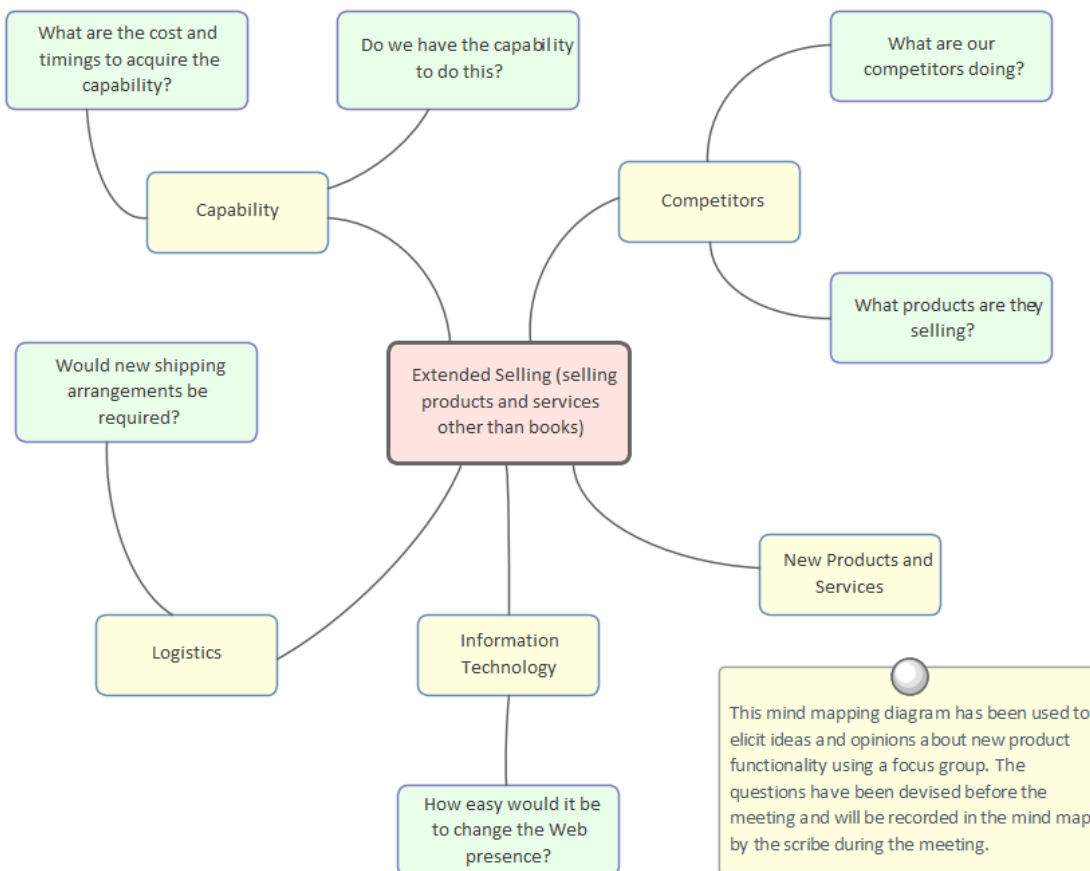 What are the cost and
timings to acquire the
capability?
Do we have the capability
to do this?
What are our
competitors doing?
Capability
Competitors
What products are they
selling?
Would new shipping
arrangements be
required?
Extended Selling (selling
products and services
other than books)
New Products and
Services
Logistics
Information
Technology
This mind mapping diagram has been used to
elicit ideas and opinions about new product
functionality using a focus group. The
questions have been devised before the
meeting and will be recorded in the mind map
by the scribe during the meeting.
How easy would it be
to change the Web
presence?